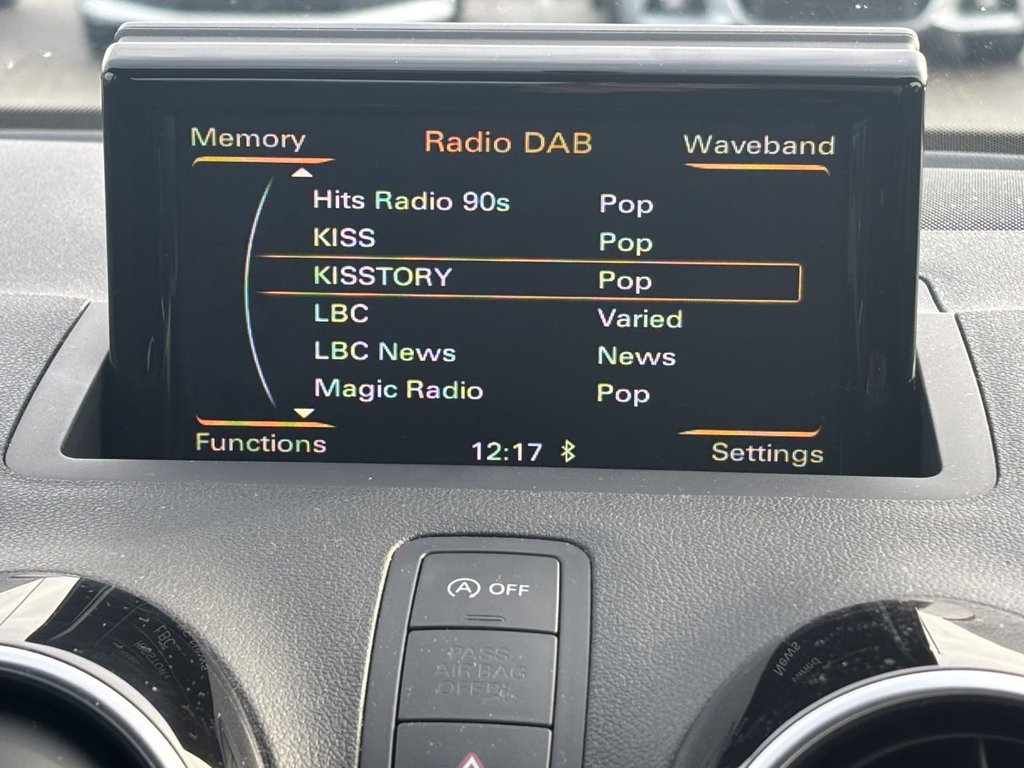 Memory Radio DAB Waveband
Hits Radio 90s Pop
KISS Pop
KISSTORY Pop
LBC Varied
LBC News News
Magic Radio Pop
Functions 12:17 Settings
A OFF
PASS
AIRBAG